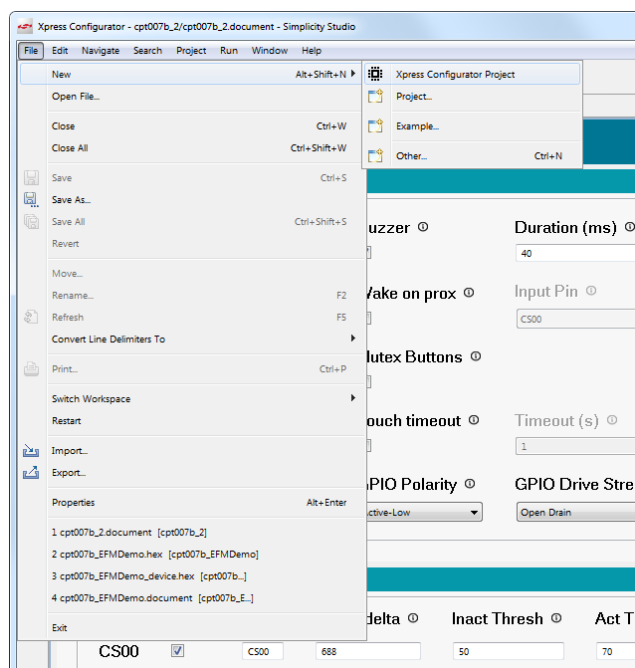 Xpress Configurator - cpt007b_2/cpt007b_2.document - Simplicity Studio
File Edit Navigate Search Project Run Window Help
New Alt+Shift+N
Xpress Configurator Project
Open File...
Project...
Close Ctrl+W
Example...
Close All Ctrl+Shift+W
Other... Ctrl+N
Save Ctrl+S
Save As...
Save All Ctrl+Shift+S
uzzer Duration (ms)
Revert
40
Move...
Rename... F2
Wake on prox Input Pin
Refresh F5
CS00
Convert Line Delimiters To
Mutex Buttons
Print... Ctrl+P
Switch Workspace
Restart
ouch timeout Timeout (s)
Import...
1
Export...
GPIO Polarity GPIO Drive Stre
Properties Alt+Enter
Active-Low Open Drain
1 cpt007b_2.document [cpt007b_2]
2 cpt007b_EFMDemo.hex [cpt007b_EFMDemo]
3 cpt007b_EFMDemo_device.hex [cpt007b...]
4 cpt007b_EFMDemo.document [cpt007b_E...]
delta Inact Thresh Act T
Exit
CS00 CS00 688 50 70